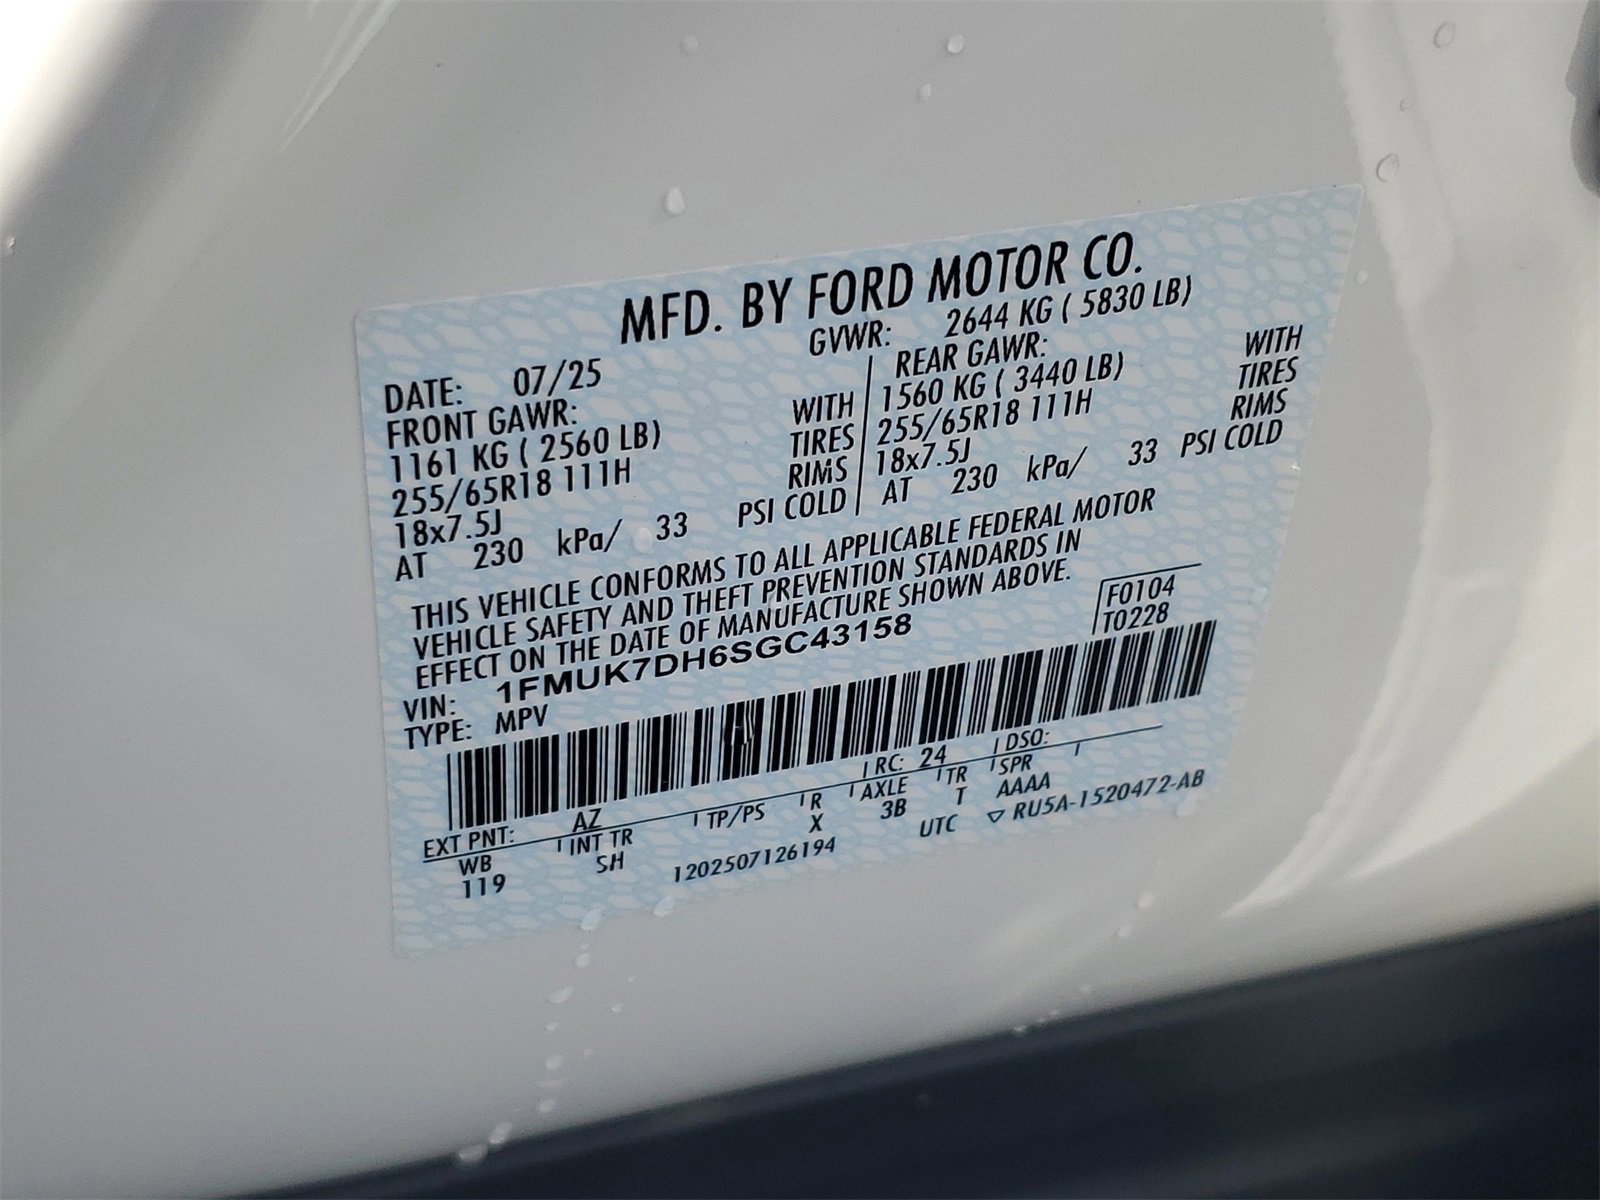 MFD. BY FORD MOTOR CO.
DATE: 07/25 GVWR: 2644 KG ( 5830 LB)
FRONT GAWR: REAR GAWR:
1161 KG ( 2560 LB) WITH 1560 KG ( 3440 LB) WITH
255/65R18 111H TIRES 255/65R18 111H TIRES
18x7.5J RIMS 18x7.5J RIMS
AT 230 kPa/ 33 PSI COLD AT 230 kPa/ 33 PSI COLD
THIS VEHICLE CONFORMS TO ALL APPLICABLE FEDERAL MOTOR
VEHICLE SAFETY AND THEFT PREVENTION STANDARDS IN
EFFECT ON THE DATE OF MANUFACTURE SHOWN ABOVE.
F0104
T0228
VIN: 1FMUK7DH6SGC43158
TYPE: MPV
EXT PNT: AZ RC: 24 DSO:
WB INT TR TP/PS R AXLE TR SPR
119 SH X 3B T AAAA
1202507126194 UTC ▽ RU5A-1520472-AB